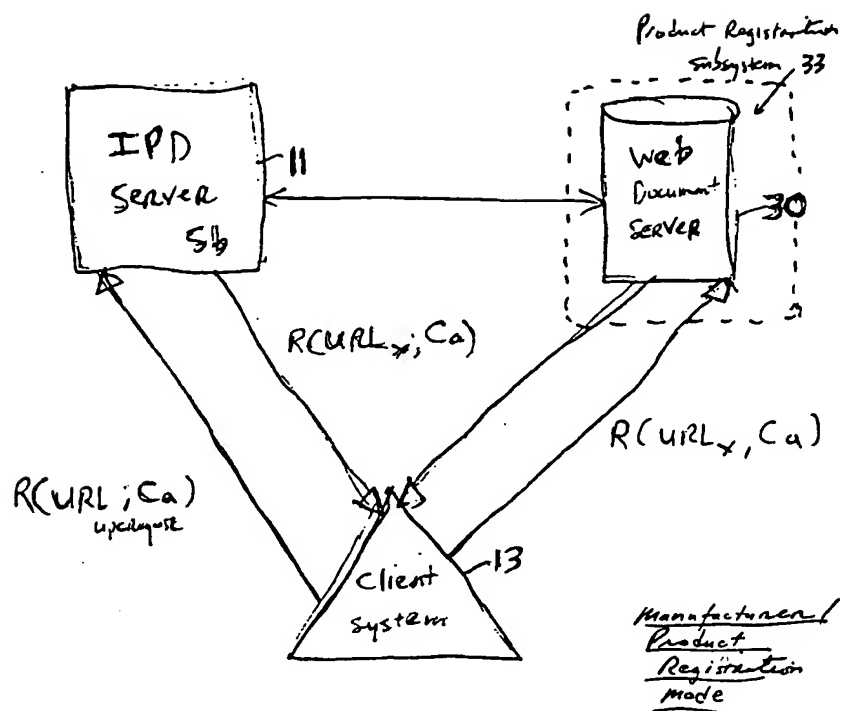 Product Registration
subsystem 33
IPD
Server
Sb
11
Web
Document
Server
30
R(URLx; Ca)
R(URLx, Ca)
R(URL; Ca)
Client
system
13
Manufacturer/
Product
Registration
mode